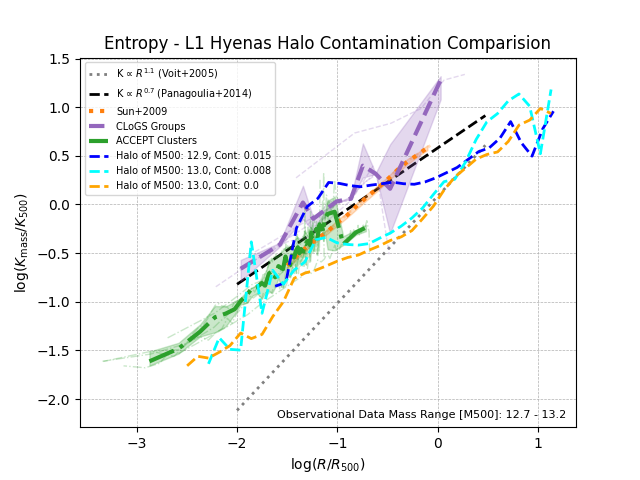 Entropy - L1 Hyenas Halo Contamination Comparision
K ∝ R^1.1 (Voit+2005)
K ∝ R^0.7 (Panagoulia+2014)
Sun+2009
CLoGS Groups
ACCEPT Clusters
Halo of M500: 12.9, Cont: 0.015
Halo of M500: 13.0, Cont: 0.008
Halo of M500: 13.0, Cont: 0.0
1.5
1.0
0.5
0.0
−0.5
−1.0
−1.5
−2.0
log(K_mass/K_500)
Observational Data Mass Range [M500]: 12.7 - 13.2
−3
−2
−1
0
1
log(R/R_500)